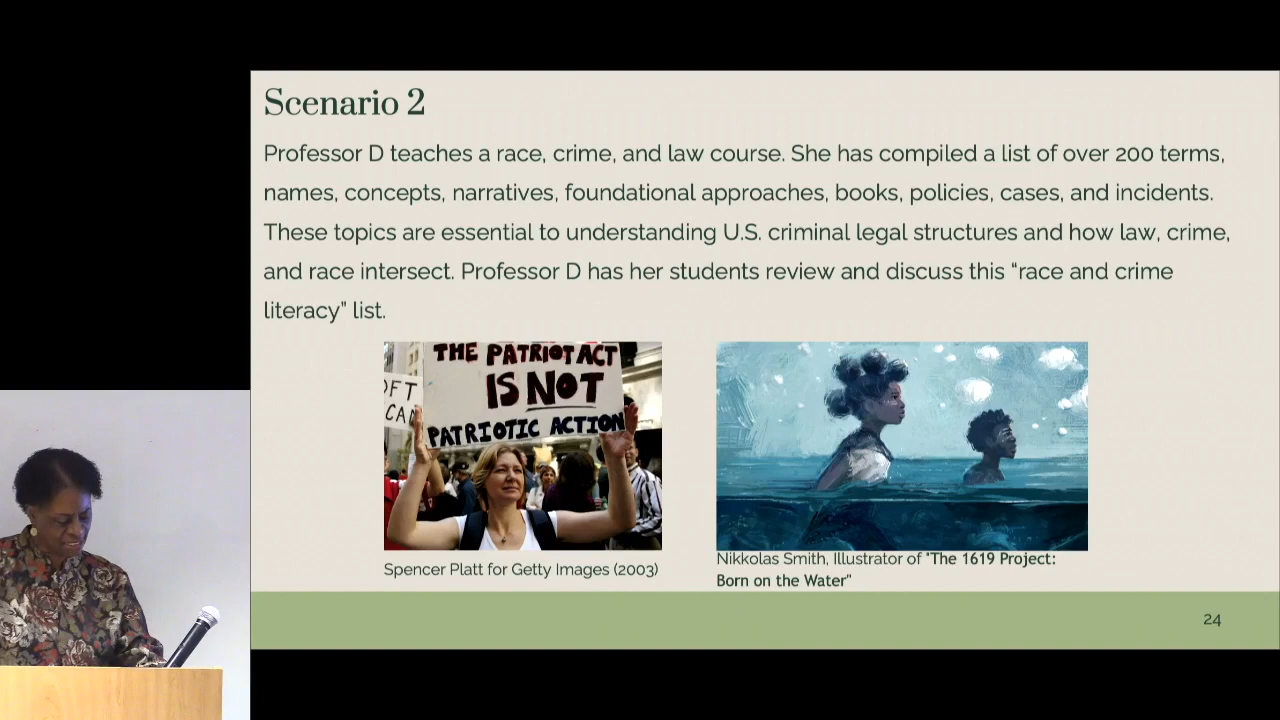 Scenario 2
Professor D teaches a race, crime, and law course. She has compiled a list of over 200 terms,
names, concepts, narratives, foundational approaches, books, policies, cases, and incidents.
These topics are essential to understanding U.S. criminal legal structures and how law, crime,
and race intersect. Professor D has her students review and discuss this “race and crime
literacy” list.
OFT
CA
THE PATRIOT ACT
IS NOT
PATRIOTIC ACTION
Spencer Platt for Getty Images (2003)
Nikkolas Smith, Illustrator of "The 1619 Project:
Born on the Water"
24